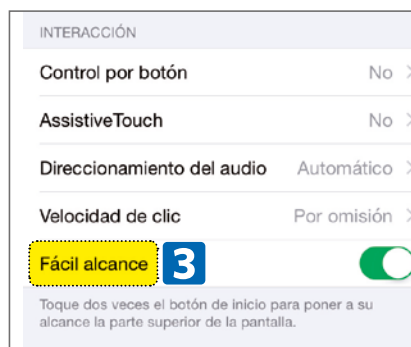 INTERACCIÓN
Control por botón No
AssistiveTouch No
Direccionamiento del audio Automático
Velocidad de clic Por omisión
Fácil alcance 3
Toque dos veces el botón de inicio para poner a su
alcance la parte superior de la pantalla.